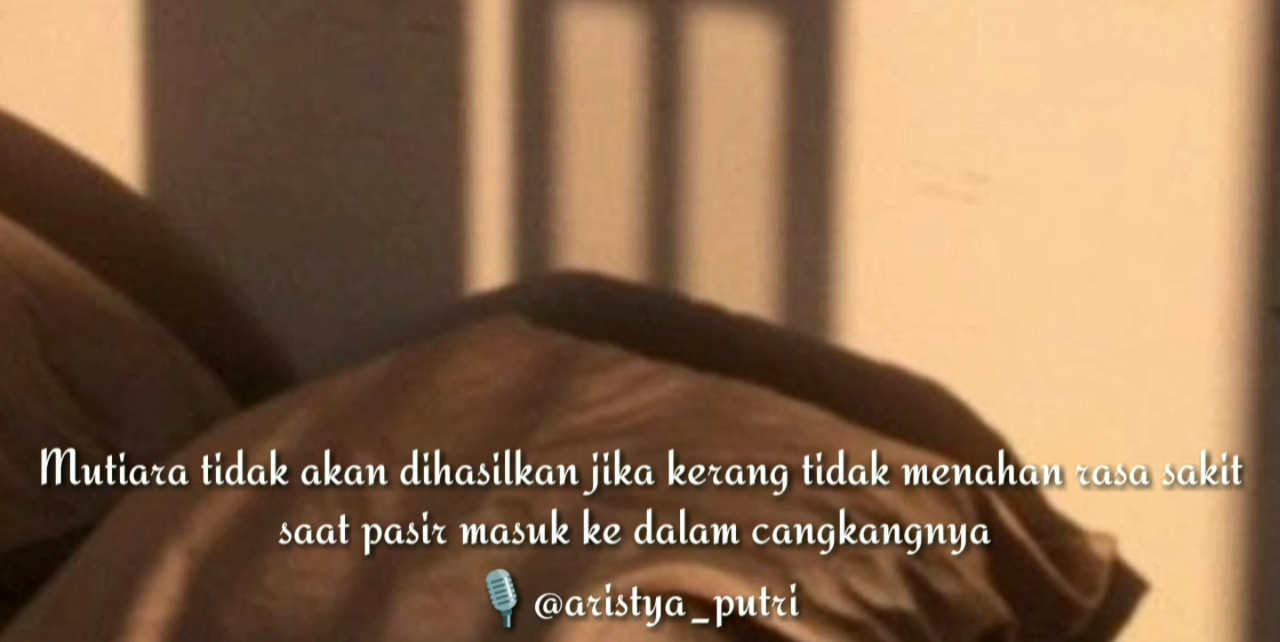 Mutiara tidak akan dihasilkan jika kerang tidak menahan rasa sakit
saat pasir masuk ke dalam cangkangnya
🎙️ @aristya_putri